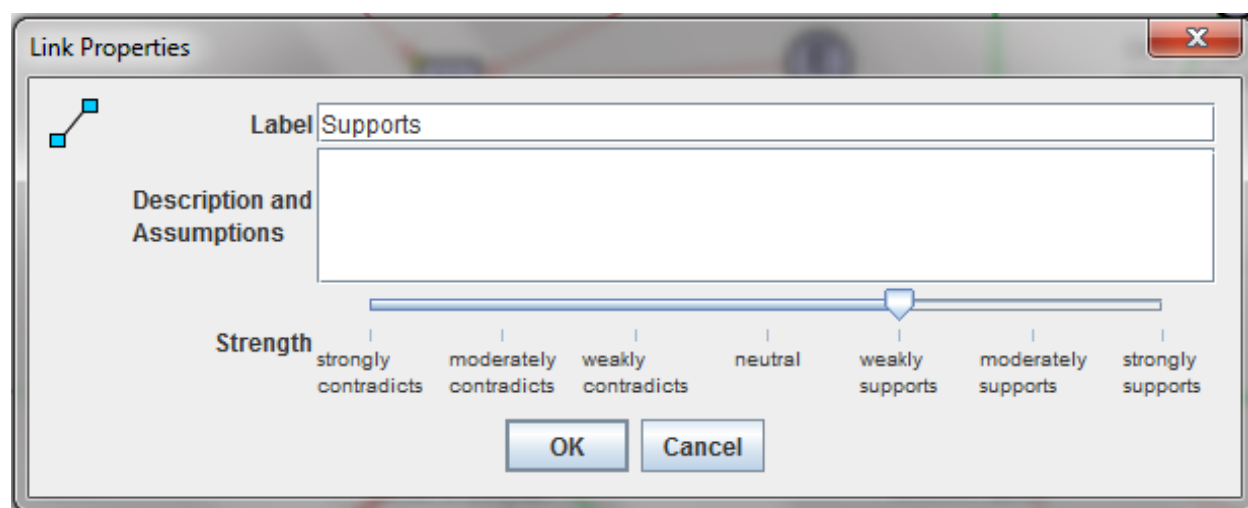 Link Properties
Label Supports
Description and
Assumptions
Strength
strongly moderately weakly neutral weakly moderately strongly
contradicts contradicts contradicts supports supports supports
OK Cancel